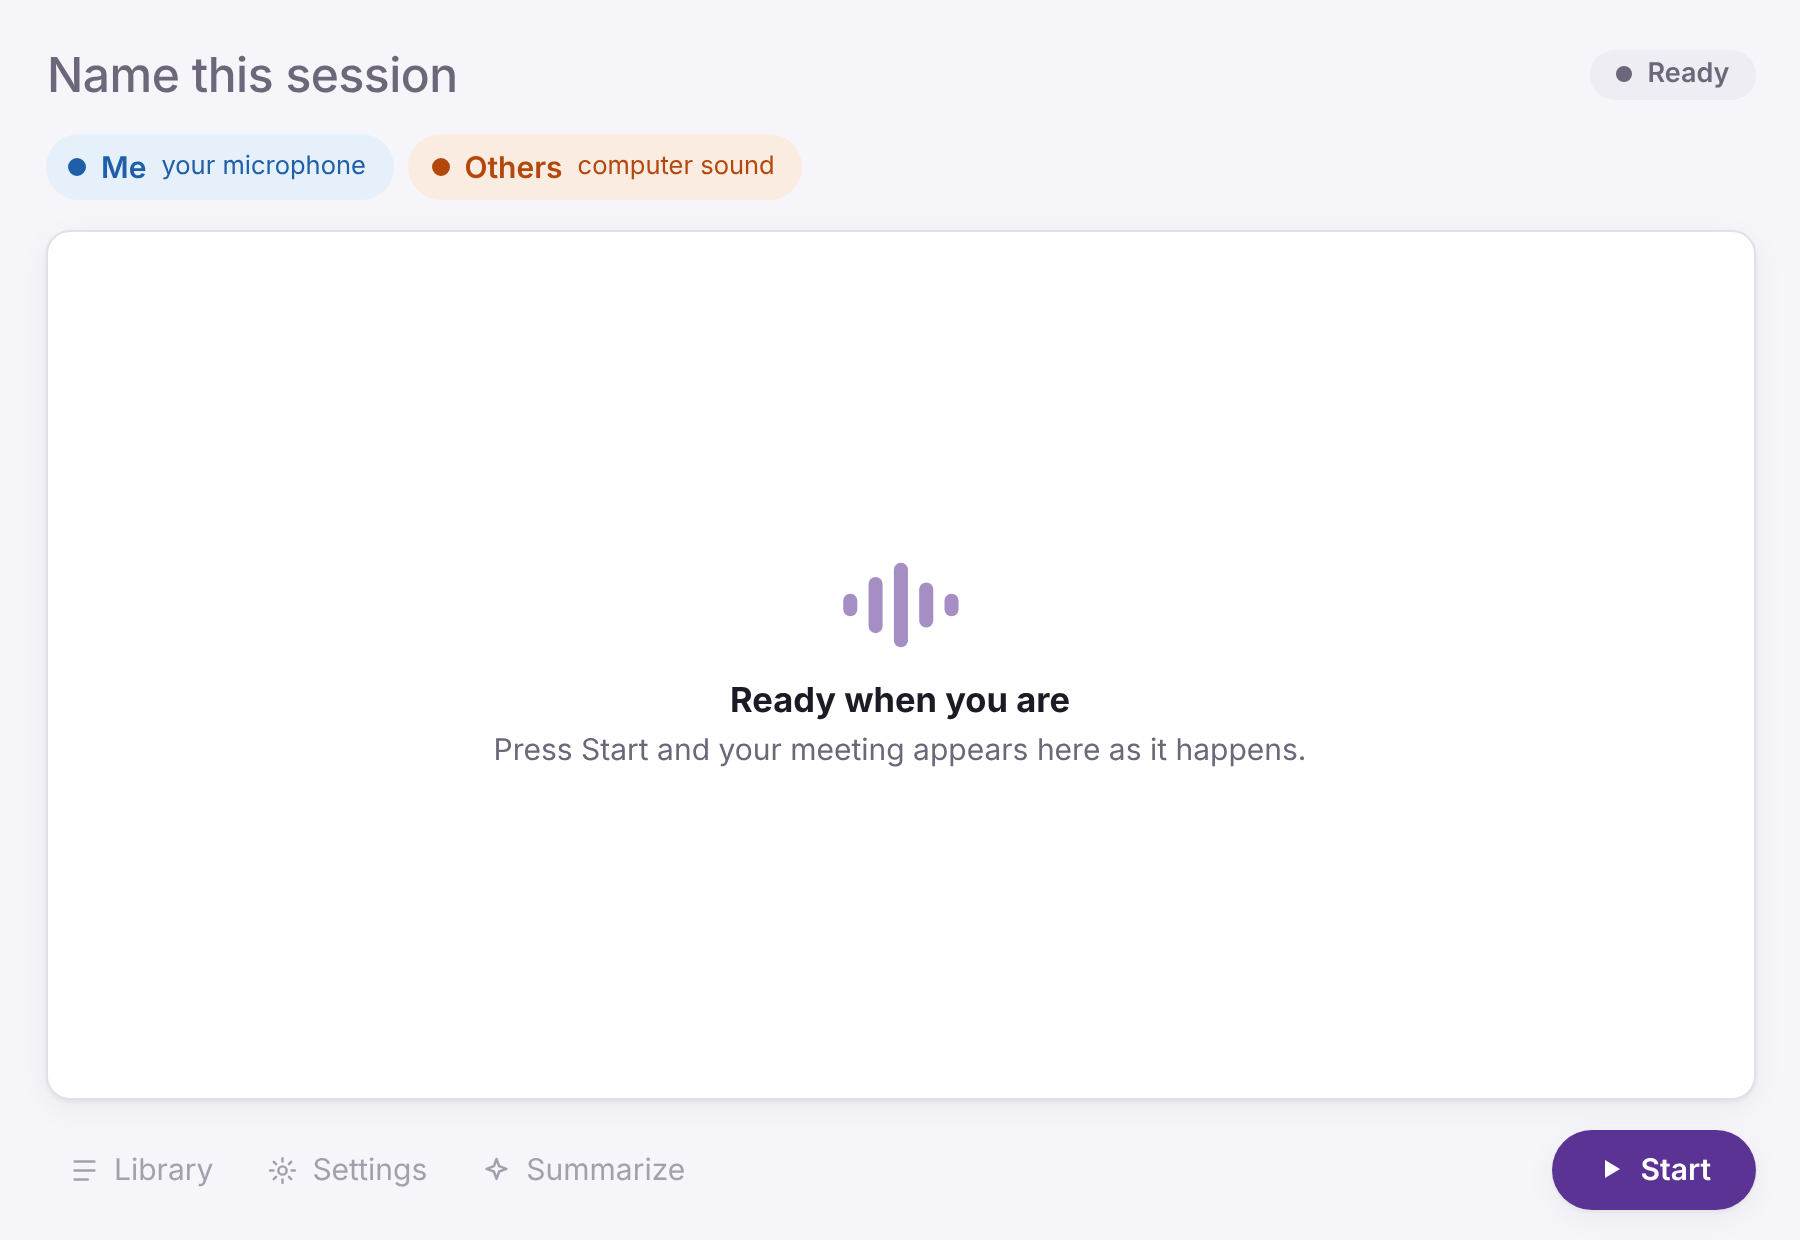 Name this session
Ready
Me your microphone
Others computer sound
Ready when you are
Press Start and your meeting appears here as it happens.
Library
Settings
Summarize
Start